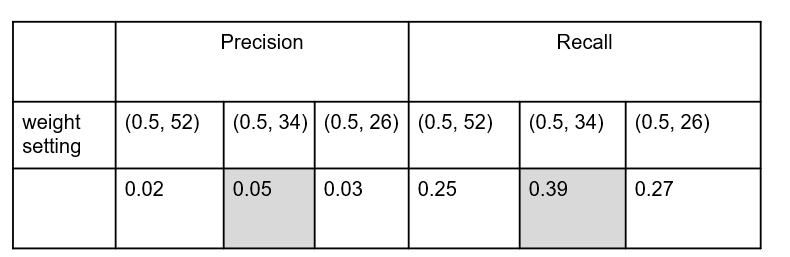 Precision Recall
weight setting (0.5, 52) (0.5, 34) (0.5, 26) (0.5, 52) (0.5, 34) (0.5, 26)
0.02 0.05 0.03 0.25 0.39 0.27